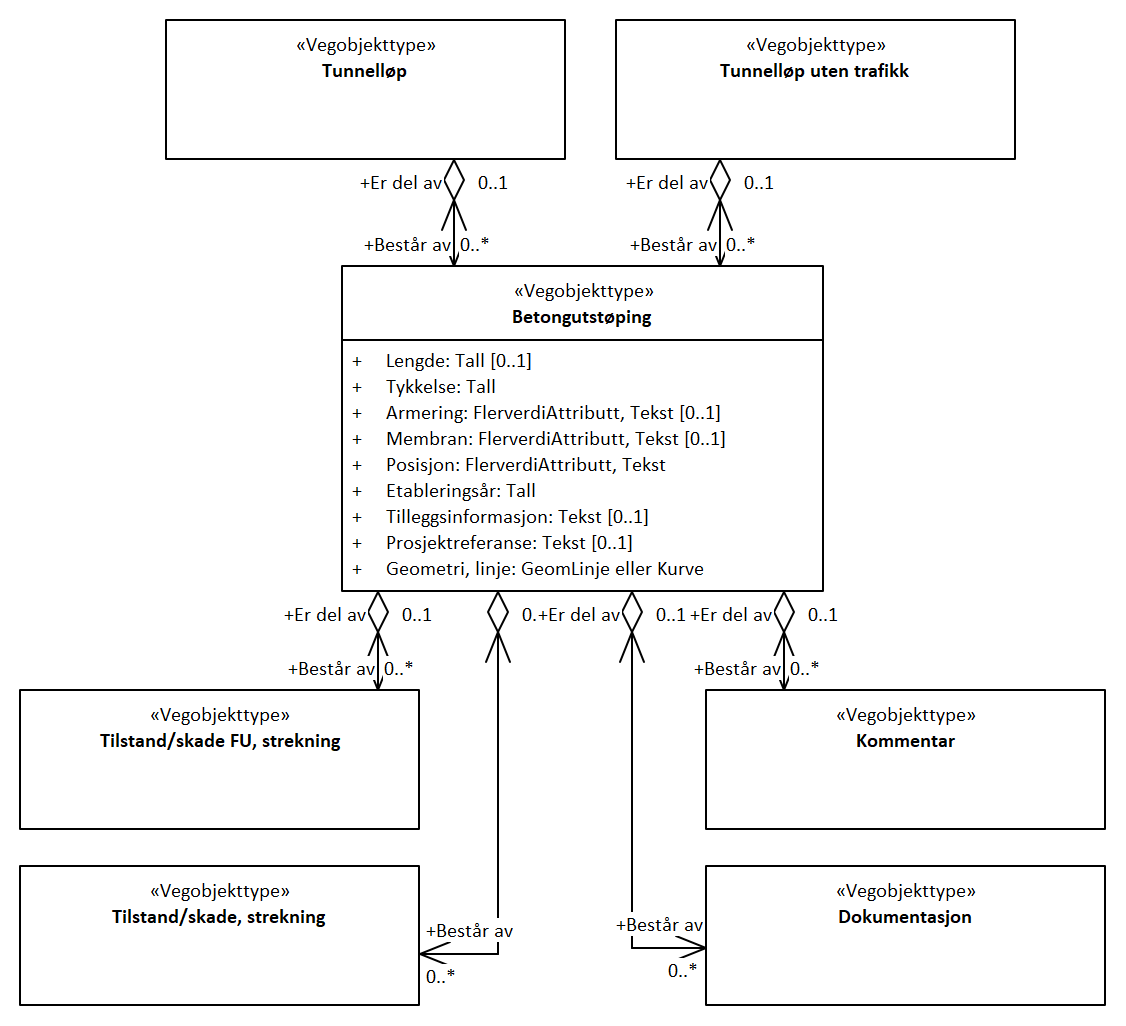 «Vegobjekttype»
Tunnelløp
«Vegobjekttype»
Tunnelløp uten trafikk
+Er del av 0..1
+Er del av 0..1
+Består av 0..*
+Består av 0..*
«Vegobjekttype»
Betongutstøping
+ Lengde: Tall [0..1]
+ Tykkelse: Tall
+ Armering: FlerverdiAttributt, Tekst [0..1]
+ Membran: FlerverdiAttributt, Tekst [0..1]
+ Posisjon: FlerverdiAttributt, Tekst
+ Etableringsår: Tall
+ Tilleggsinformasjon: Tekst [0..1]
+ Prosjektreferanse: Tekst [0..1]
+ Geometri, linje: GeomLinje eller Kurve
+Er del av 0..1
0..
+Er del av 0..1
+Er del av 0..1
+Består av 0..*
+Består av 0..*
«Vegobjekttype»
Tilstand/skade FU, strekning
«Vegobjekttype»
Kommentar
«Vegobjekttype»
Tilstand/skade, strekning
+Består av
0..*
+Består av
0..*
«Vegobjekttype»
Dokumentasjon